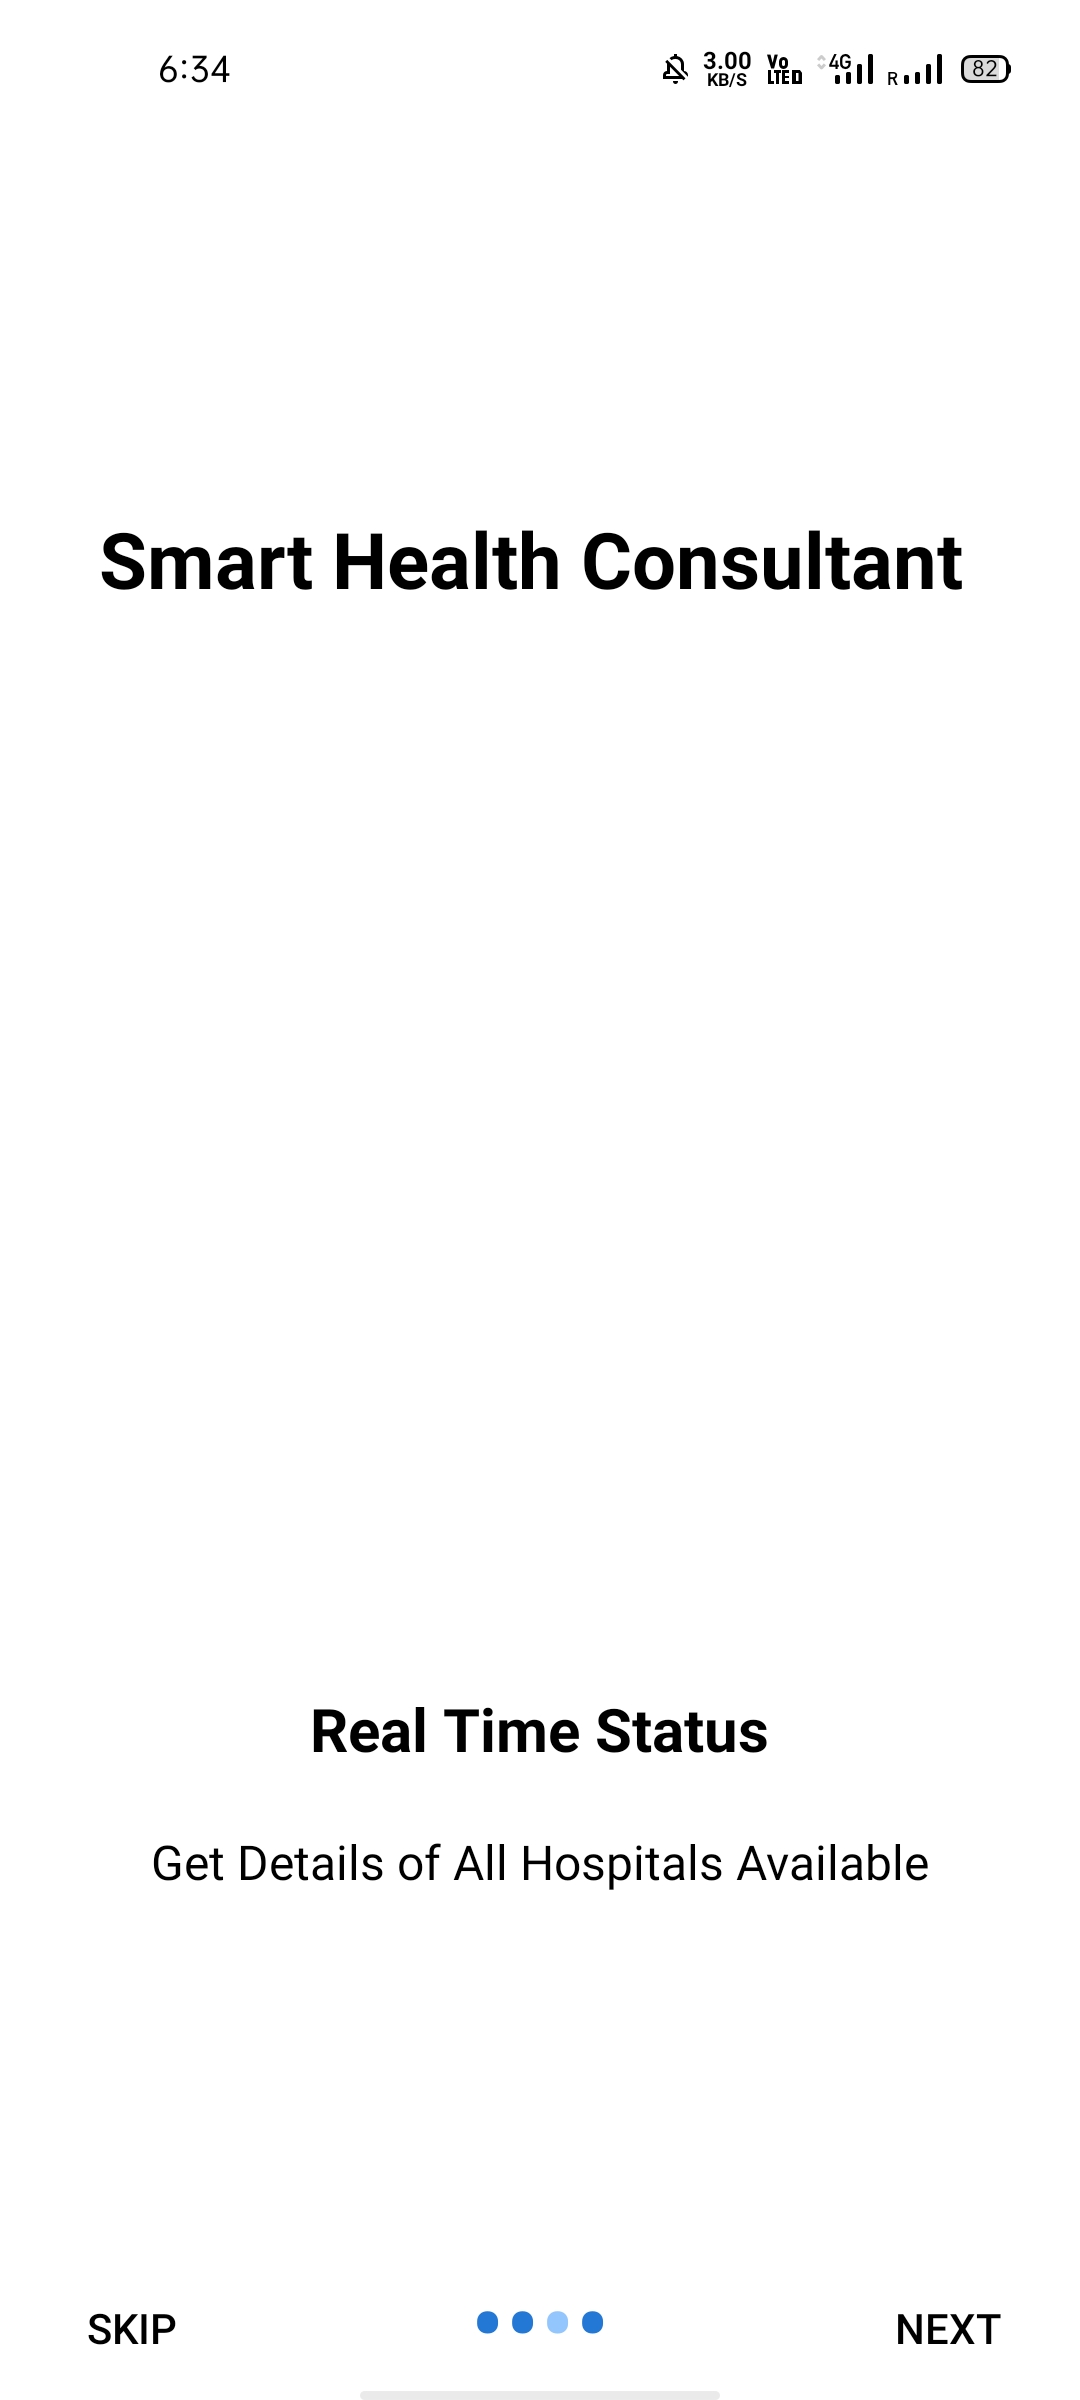 6:34
3.00 KB/S Vo LTE D 4G R 82
Smart Health Consultant
Real Time Status
Get Details of All Hospitals Available
SKIP NEXT